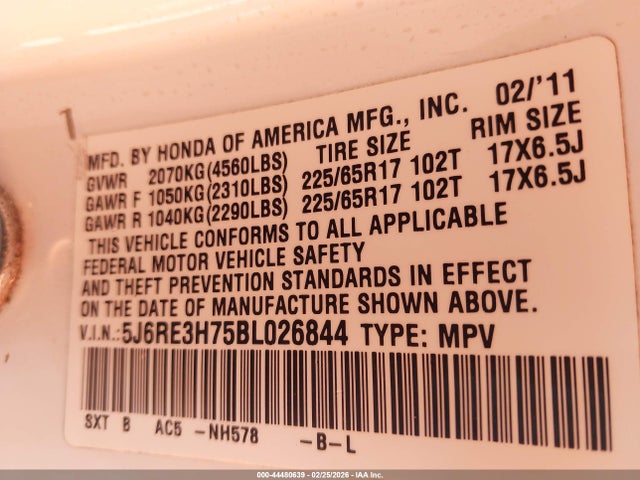 MFD. BY HONDA OF AMERICA MFG., INC. 02/'11
GVWR 2070KG(4560LBS) TIRE SIZE RIM SIZE
GAWR F 1050KG(2310LBS) 225/65R17 102T 17X6.5J
GAWR R 1040KG(2290LBS) 225/65R17 102T 17X6.5J
THIS VEHICLE CONFORMS TO ALL APPLICABLE
FEDERAL MOTOR VEHICLE SAFETY
AND THEFT PREVENTION STANDARDS IN EFFECT
ON THE DATE OF MANUFACTURE SHOWN ABOVE.
V.I.N.:5J6RE3H75BL026844 TYPE: MPV
SXT B AC5 -NH578 -B-L
000-44480639 - 02/25/2026 - IAA Inc.